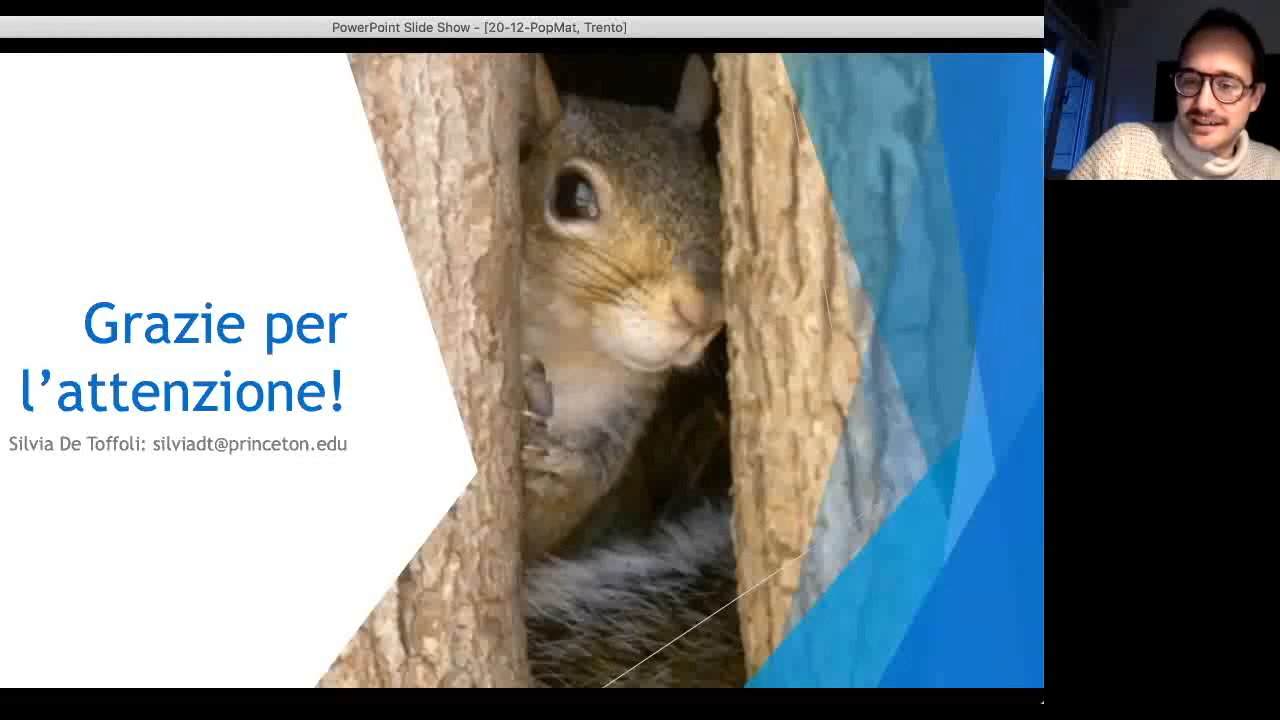 PowerPoint Slide Show - [20-12-PopMat, Trento]
Grazie per
l’attenzione!
Silvia De Toffoli: silviadt@princeton.edu